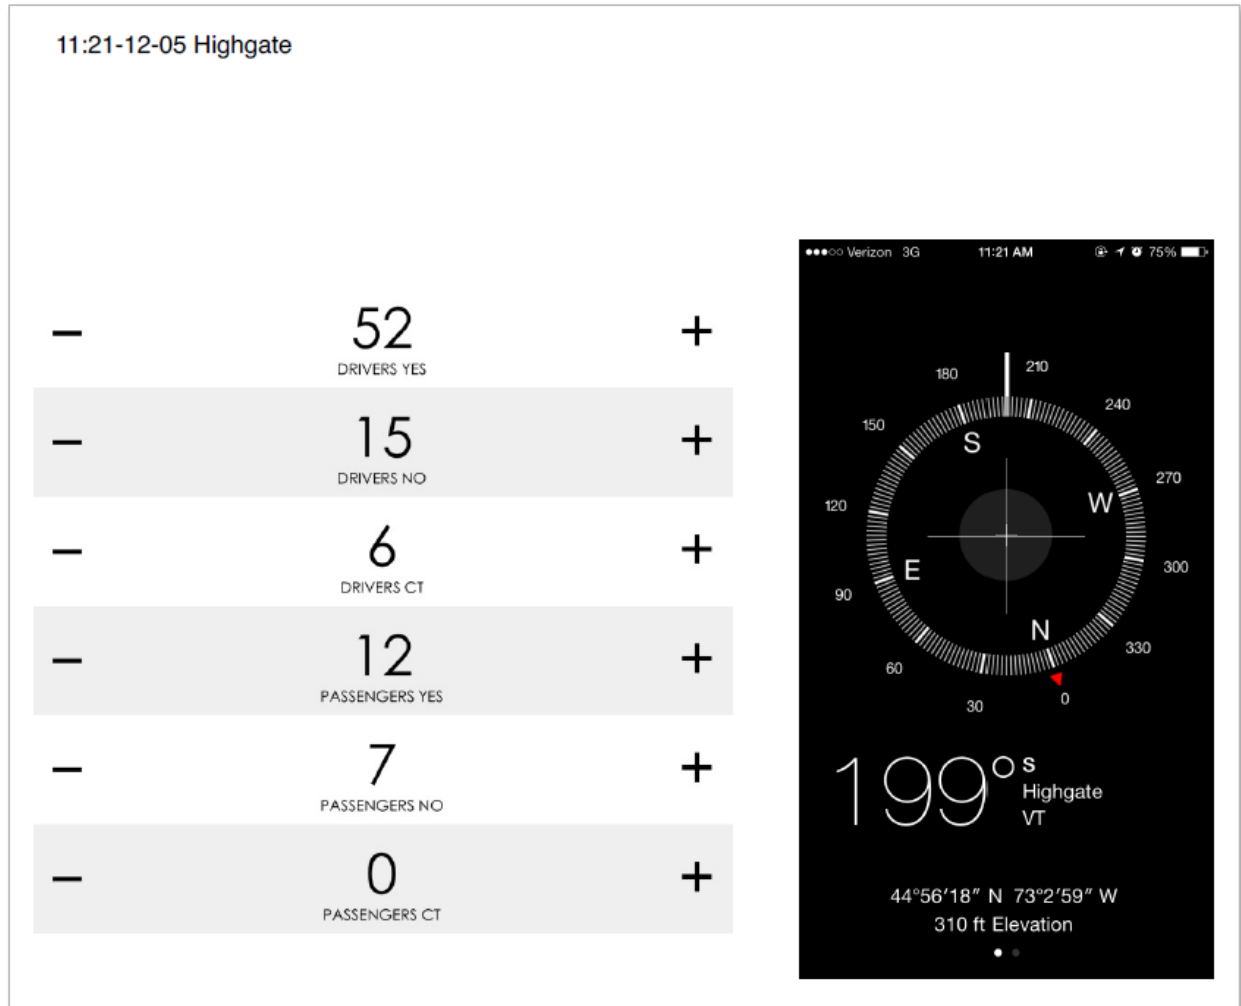 11:21-12-05 Highgate
− 52 +
DRIVERS YES
− 15 +
DRIVERS NO
− 6 +
DRIVERS CT
− 12 +
PASSENGERS YES
− 7 +
PASSENGERS NO
− 0 +
PASSENGERS CT
Verizon 3G 11:21 AM 75%
180 210
150 240
S
120 W 270
E
90 300
N
60 330
30 0
199° S
Highgate
VT
44°56'18" N 73°2'59" W
310 ft Elevation